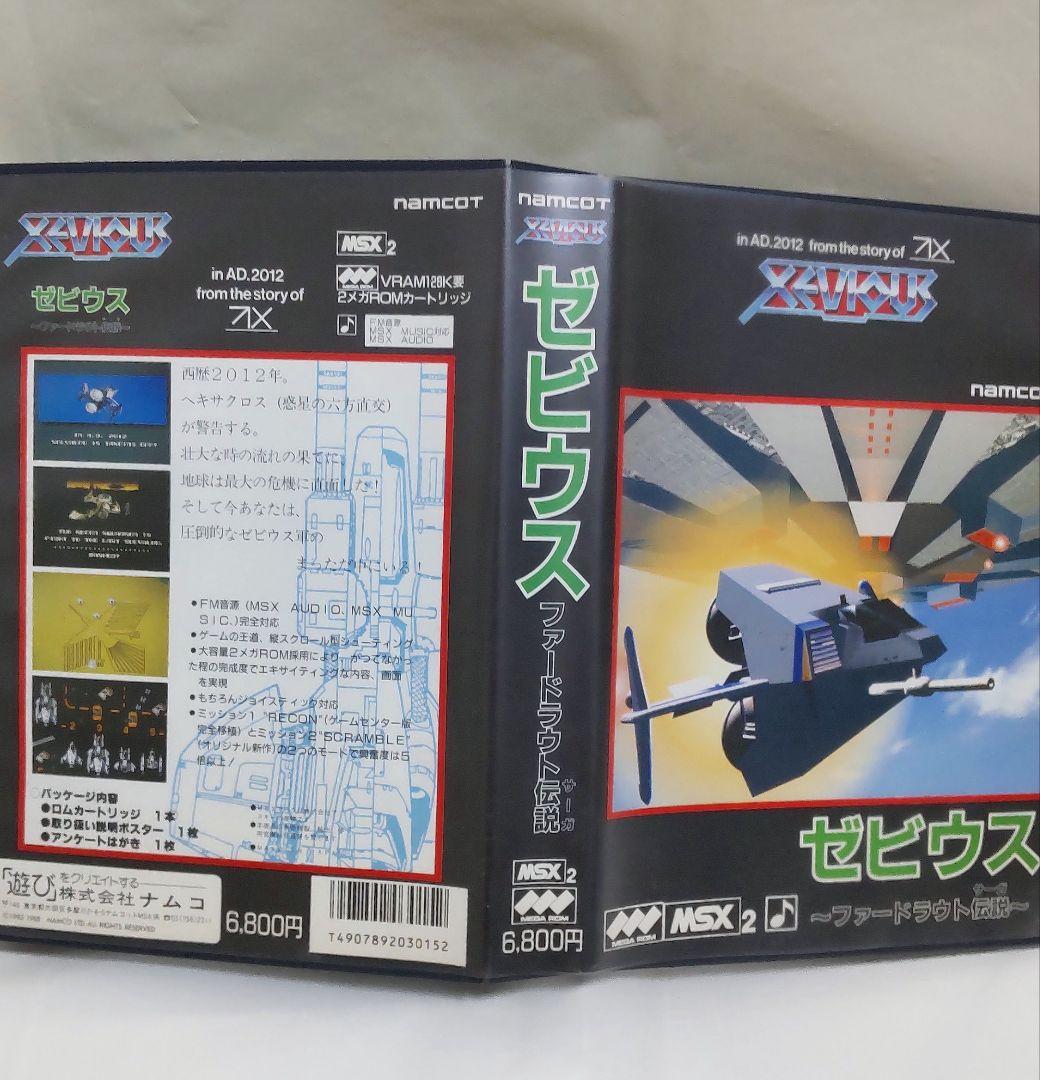 namcot
XEVIOUS
ゼビウス
～ファードラウト伝説～
in AD.2012
from the story of
MSX2
MEGA ROM
VRAM128K要
2メガROMカートリッジ
FM音源
MSX MUSIC対応
MSX AUDIO
西歴2012年。
ヘキサクロス（惑星の六方直交）
が警告する。
壮大な時の流れの果てに、
地球は最大の危機に直面した！
そして今あなたは、
圧倒的なゼビウス軍の
まっただ中にいる！
●FM音源（MSX AUDIO、MSX MU
SIC.）完全対応
●ゲームの王道、縦スクロール型シューティング
●大容量2メガROM採用により、かつてなかっ
た程の完成度でエキサイティングな内容、画面
を実現
●もちろんジョイスティック対応
●ミッション1 "RECON"（ゲームセンター版
完全移植）とミッション2"SCRAMBLE"
（オリジナル新作）の2つのモードで興奮度は5
倍以上！
パッケージ内容
●ロムカートリッジ 1本
●取り扱い説明ポスター 1枚
●アンケートはがき 1枚
「遊び」をクリエイトする
株式会社ナムコ
NAMCO LTD. ALL RIGHTS RESERVED
6,800円
T4907892030152
namcot
XEVIOUS
ゼビウス
ファードラウト伝説
サーガ
MSX2
MEGA ROM
6,800円
in AD.2012 from the story of
XEVIOUS
namcot
ゼビウス
サーガ
～ファードラウト伝説～
MEGA ROM
MSX2